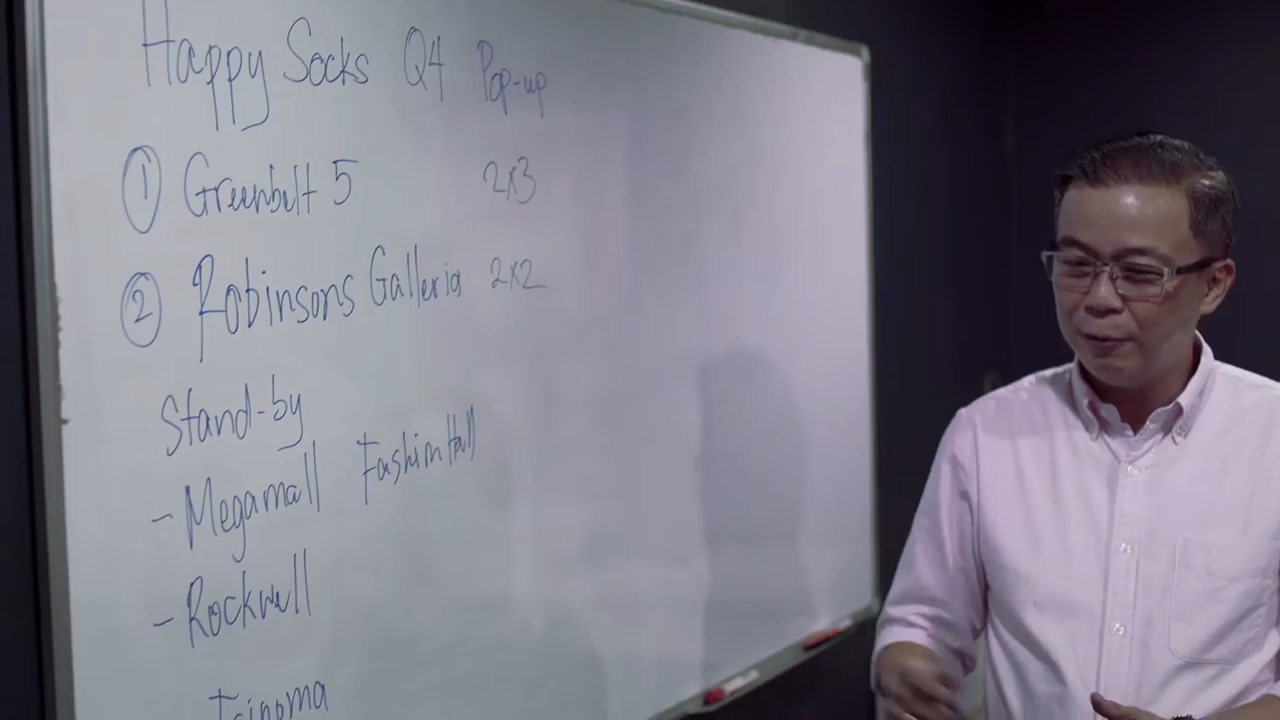 Happy Socks Q4 Pop-up
① Greenbelt 5 2x3
② Robinsons Galleria 2x2
Stand-by
- Megamall Fashion Hall
- Rockwell
Trinoma